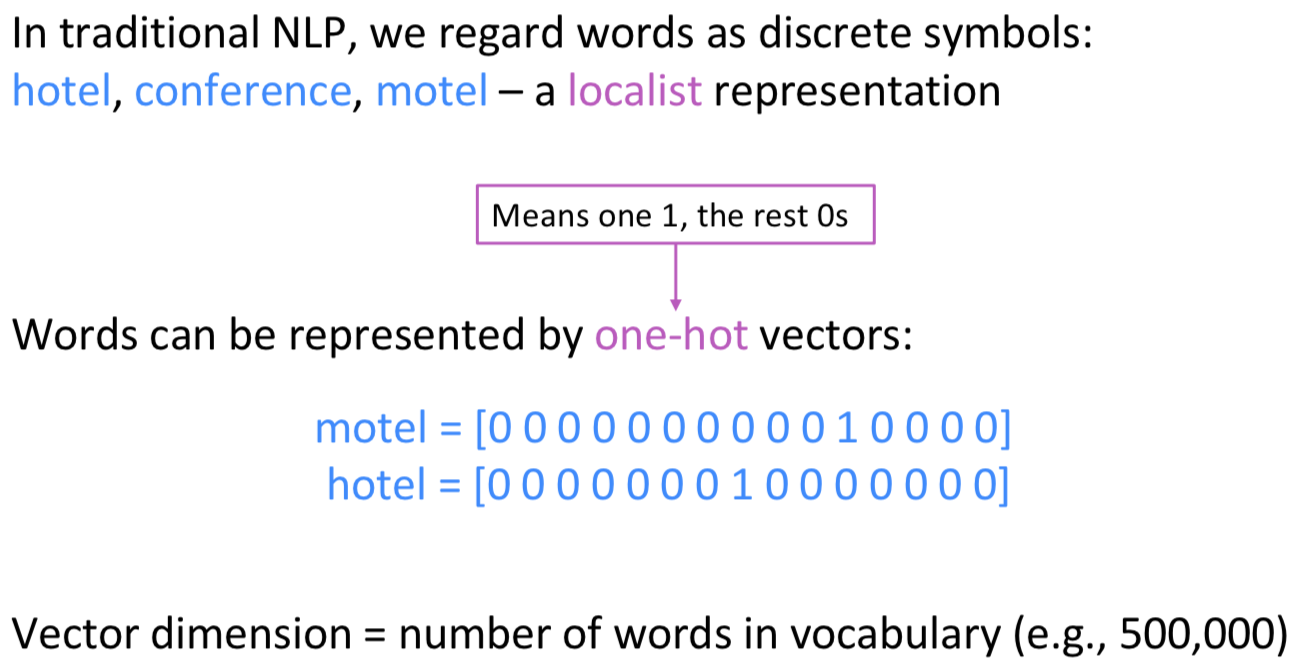 In traditional NLP, we regard words as discrete symbols:
hotel, conference, motel – a localist representation
Means one 1, the rest 0s
Words can be represented by one-hot vectors:
motel = [0 0 0 0 0 0 0 0 0 0 1 0 0 0 0]
hotel = [0 0 0 0 0 0 0 1 0 0 0 0 0 0 0]
Vector dimension = number of words in vocabulary (e.g., 500,000)